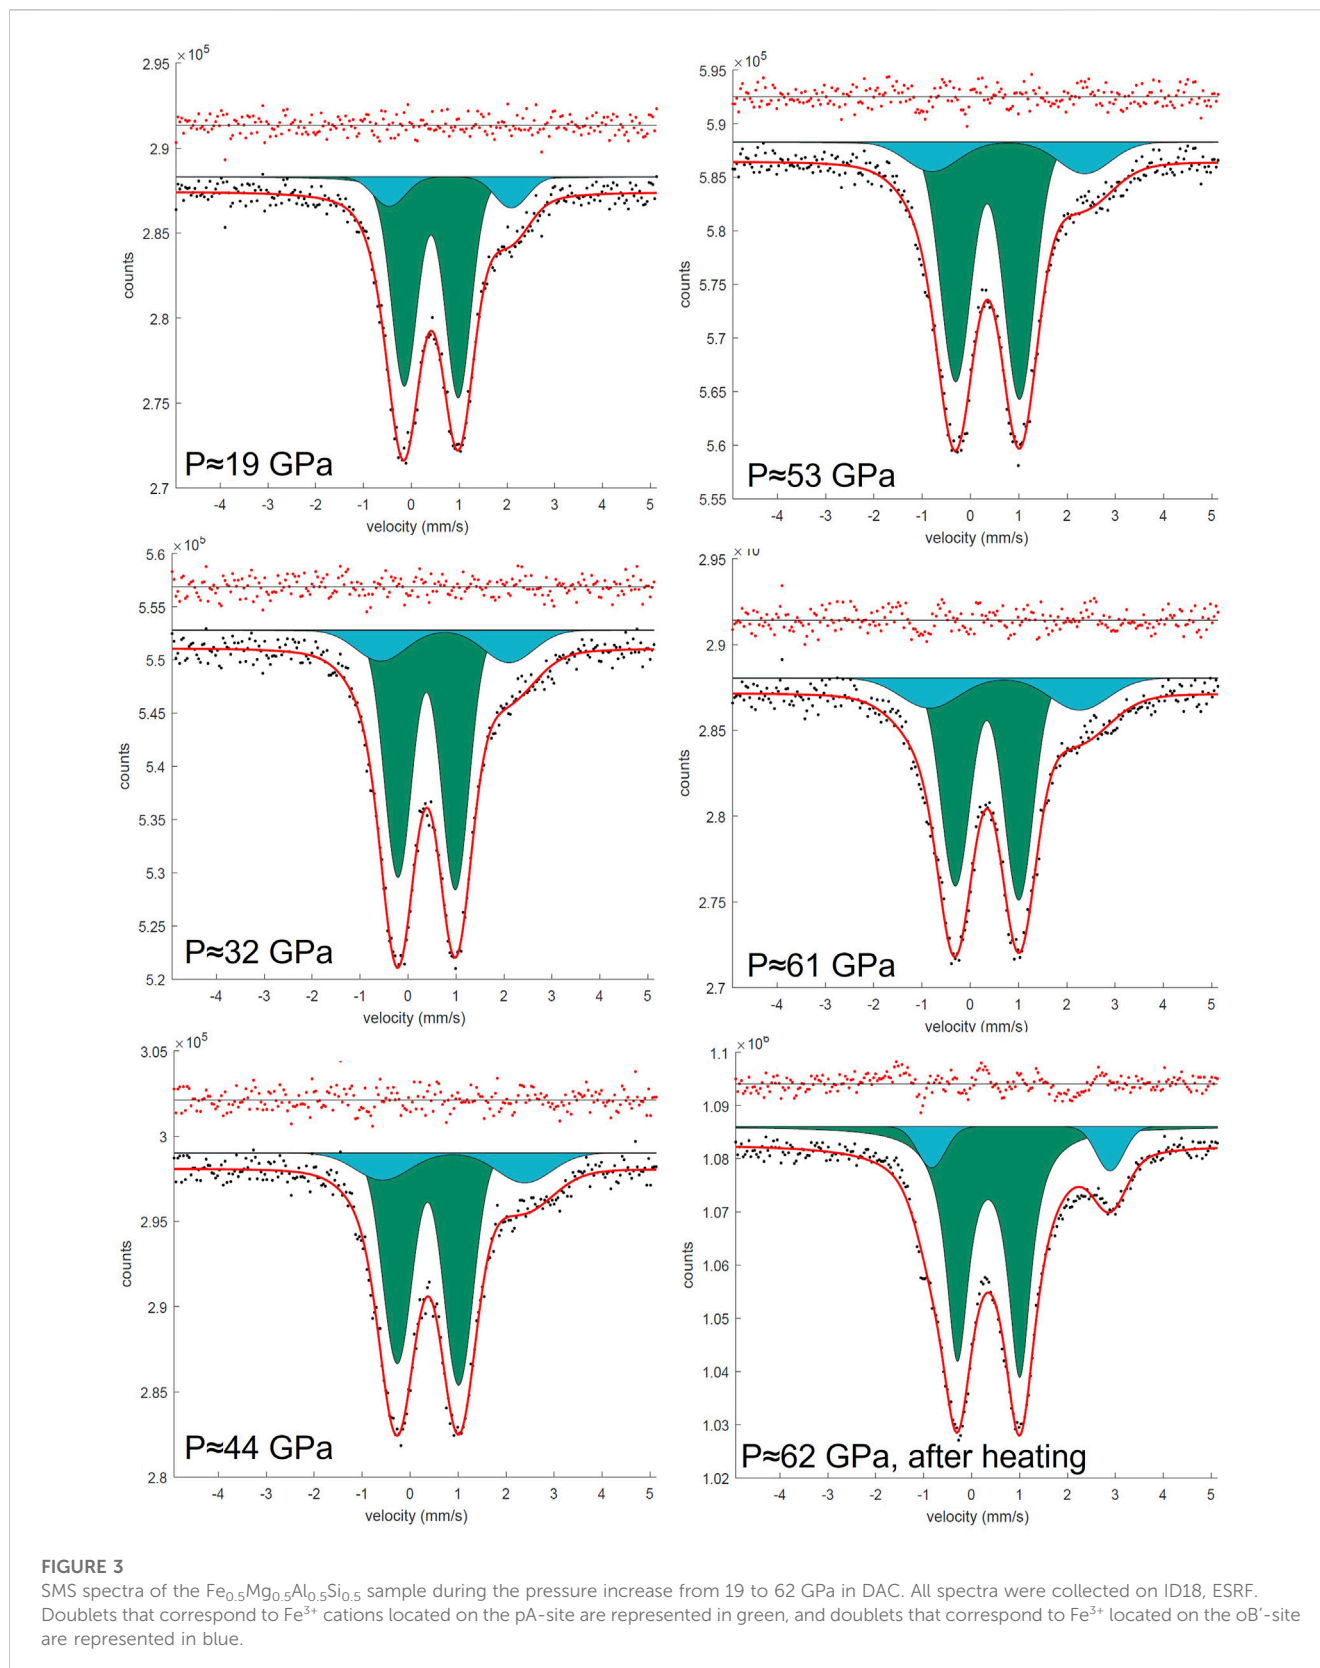 ×10⁵
2.95
2.9
2.85
2.8
2.75
2.7
counts
P≈19 GPa
-4 -3 -2 -1 0 1 2 3 4 5
velocity (mm/s)
×10⁵
5.95
5.9
5.85
5.8
5.75
5.7
5.65
5.6
5.55
counts
P≈53 GPa
-4 -3 -2 -1 0 1 2 3 4 5
velocity (mm/s)
5.6
5.55
5.5
5.45
5.4
5.35
5.3
5.25
5.2
counts
P≈32 GPa
-4 -3 -2 -1 0 1 2 3 4 5
velocity (mm/s)
2.95
2.9
2.85
2.8
2.75
2.7
counts
P≈61 GPa
-4 -3 -2 -1 0 1 2 3 4 5
velocity (mm/s)
×10⁵
3.05
3
2.95
2.9
2.85
2.8
counts
P≈44 GPa
-4 -3 -2 -1 0 1 2 3 4 5
velocity (mm/s)
×10⁶
1.1
1.09
1.08
1.07
1.06
1.05
1.04
1.03
1.02
counts
P≈62 GPa, after heating
-4 -3 -2 -1 0 1 2 3 4 5
velocity (mm/s)
FIGURE 3
SMS spectra of the Fe₀.₅Mg₀.₅Al₀.₅Si₀.₅ sample during the pressure increase from 19 to 62 GPa in DAC. All spectra were collected on ID18, ESRF.
Doublets that correspond to Fe³⁺ cations located on the pA-site are represented in green, and doublets that correspond to Fe³⁺ located on the oB’-site
are represented in blue.